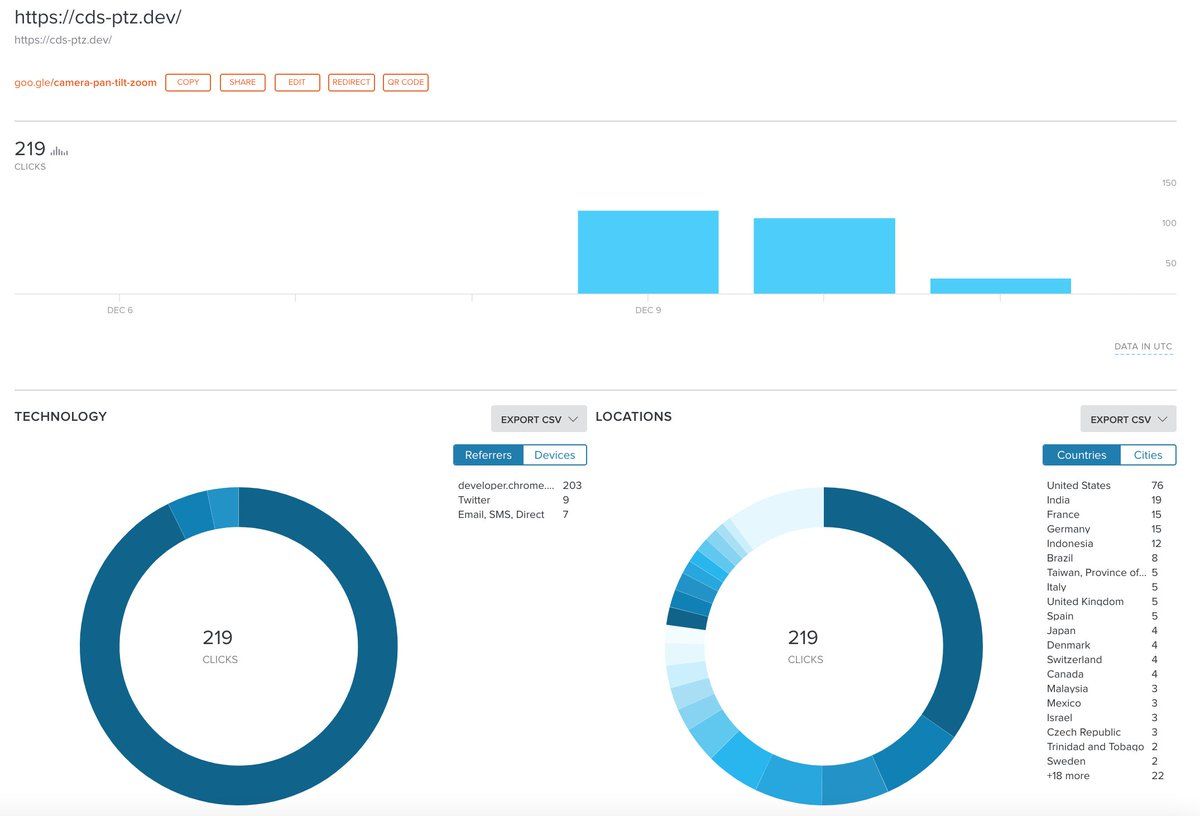 https://cds-ptz.dev/
https://cds-ptz.dev/
goo.gle/camera-pan-tilt-zoom COPY SHARE EDIT REDIRECT QR CODE
219
CLICKS
150
100
50
DEC 6 DEC 9
DATA IN UTC
TECHNOLOGY
EXPORT CSV
Referrers Devices
developer.chrome.... 203
Twitter 9
Email, SMS, Direct 7
219
CLICKS
LOCATIONS
EXPORT CSV
Countries Cities
United States 76
India 19
France 15
Germany 15
Indonesia 12
Brazil 8
Taiwan, Province of... 5
Italy 5
United Kingdom 5
Spain 5
Japan 4
Denmark 4
Switzerland 4
Canada 4
Malaysia 3
Mexico 3
Israel 3
Czech Republic 3
Trinidad and Tobago 2
Sweden 2
+18 more 22
219
CLICKS